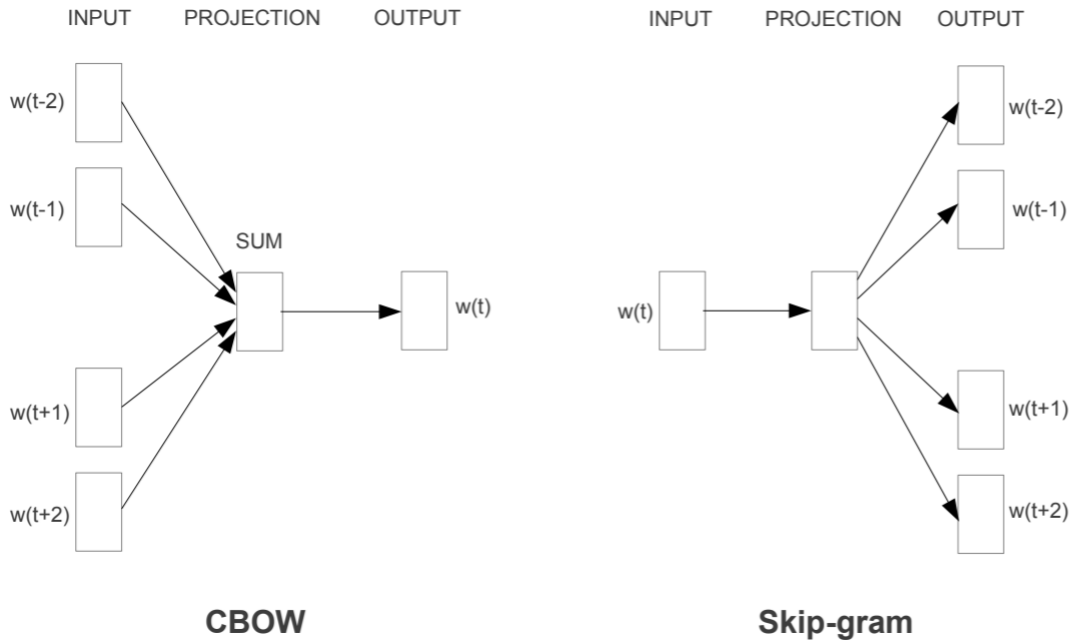 INPUT PROJECTION OUTPUT
w(t-2)
w(t-1)
SUM
w(t)
w(t+1)
w(t+2)
CBOW
INPUT PROJECTION OUTPUT
w(t-2)
w(t-1)
w(t)
w(t+1)
w(t+2)
Skip-gram